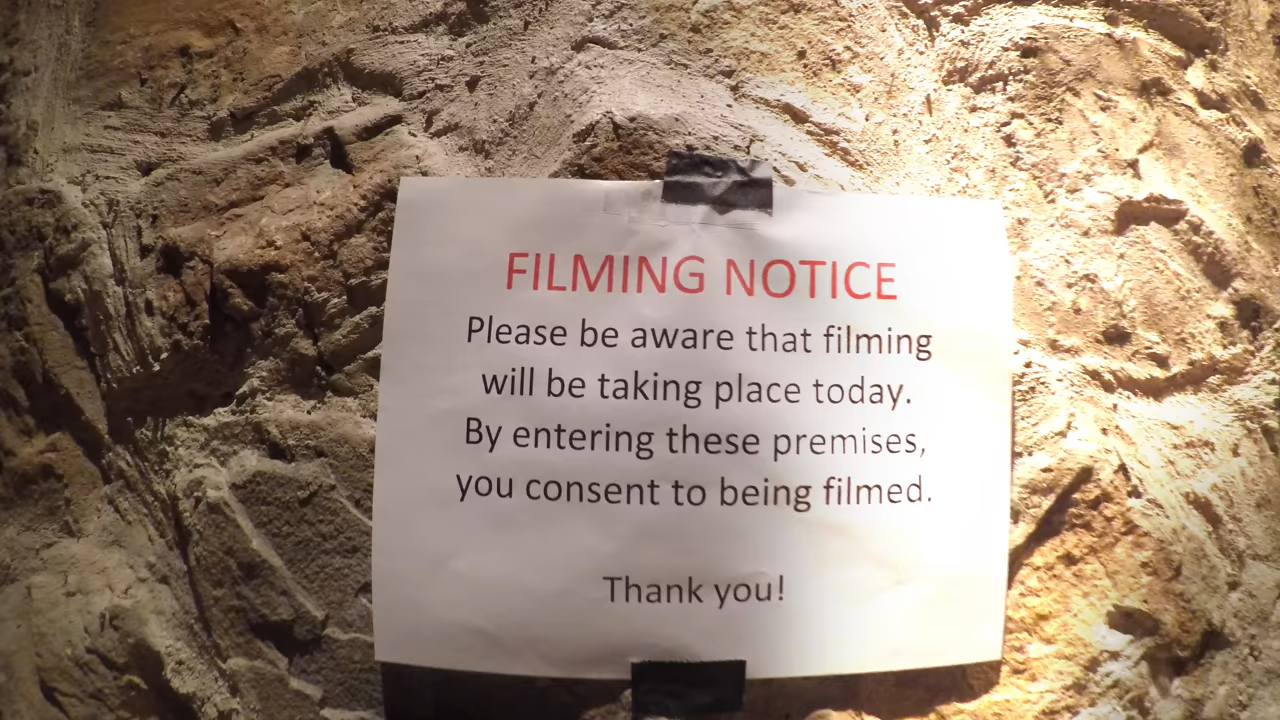 FILMING NOTICE
Please be aware that filming
will be taking place today.
By entering these premises,
you consent to being filmed.
Thank you!